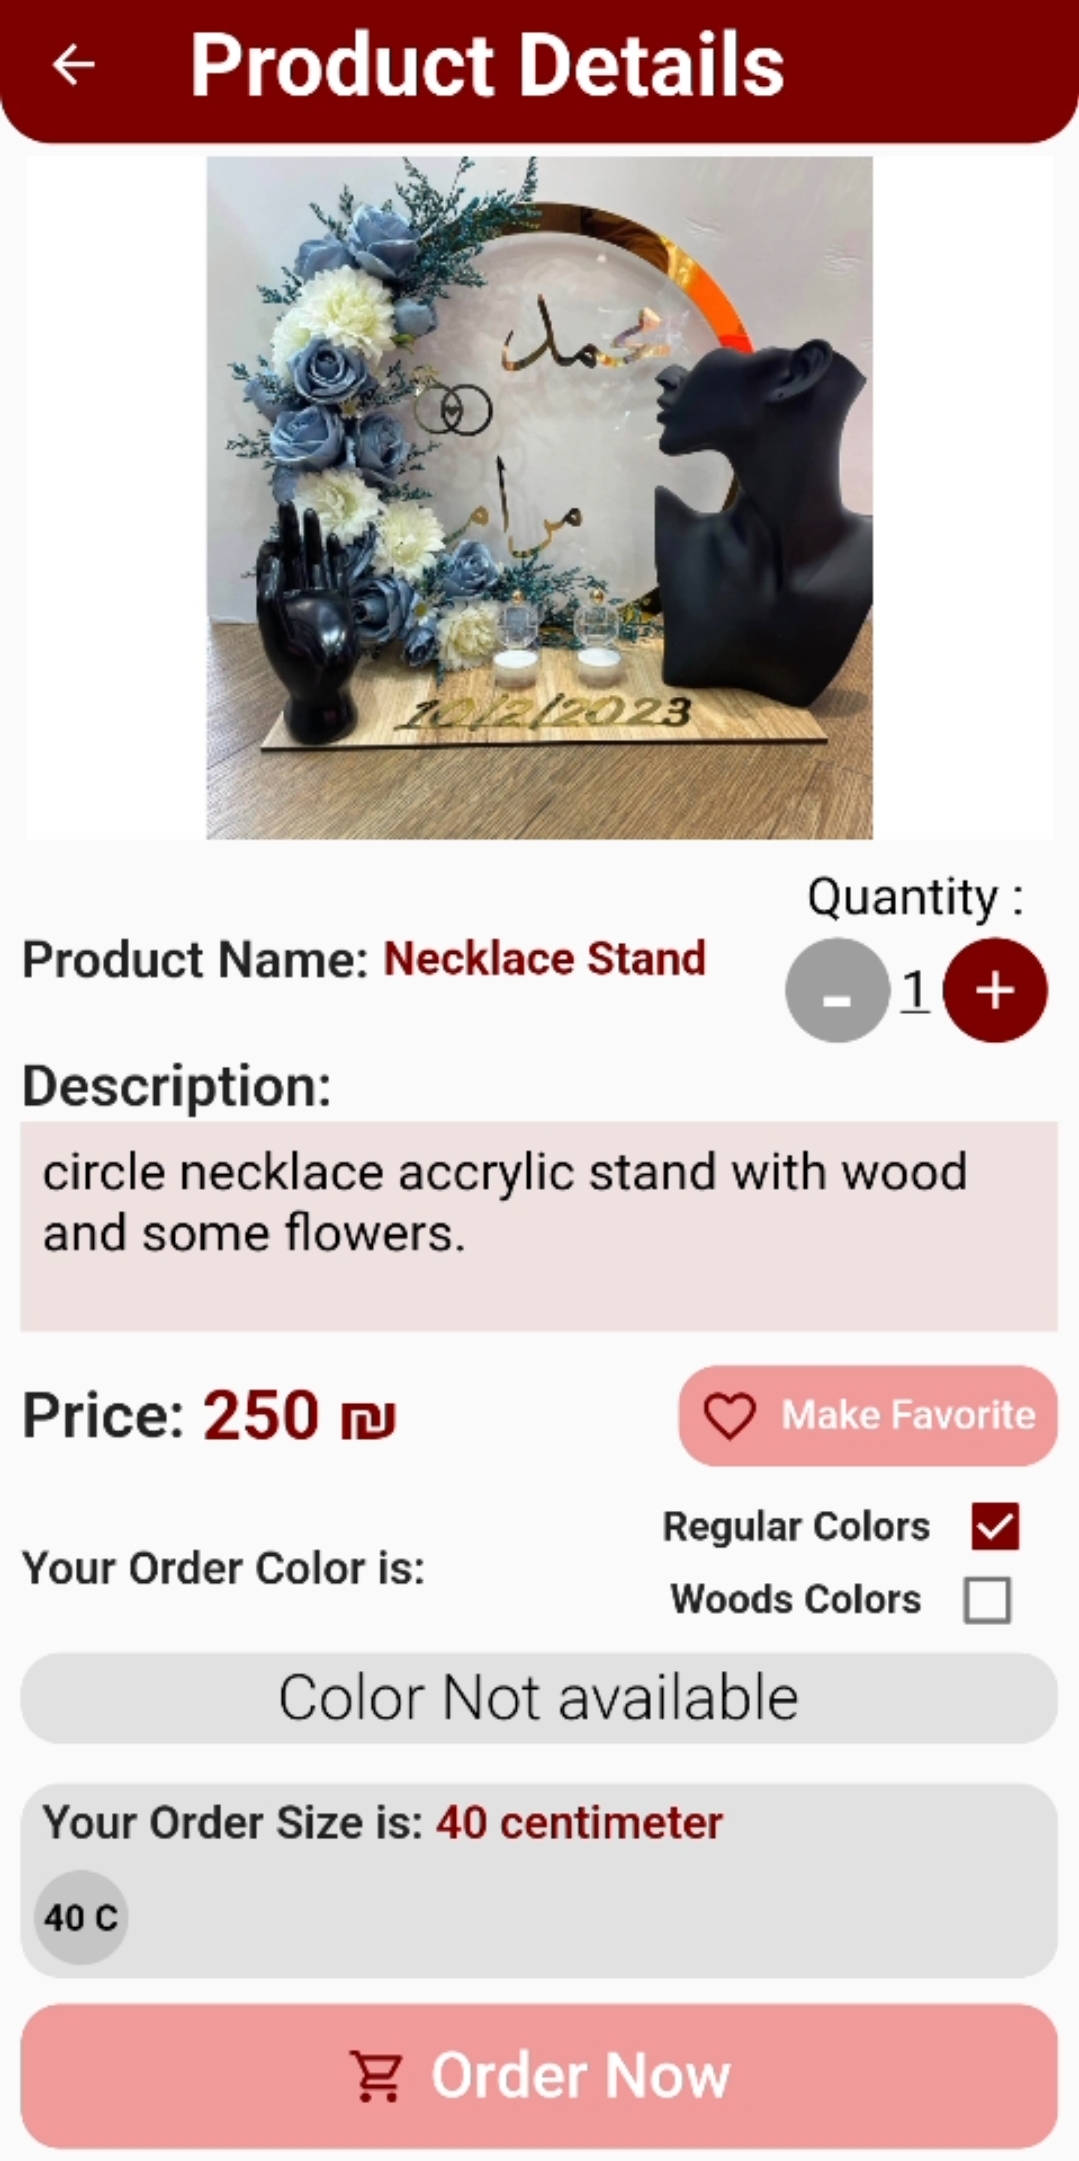 Product Details
محمد
مرام
10/2/2023
Quantity :
Product Name: Necklace Stand
- 1 +
Description:
circle necklace accrylic stand with wood
and some flowers.
Price: 250 ₪
Make Favorite
Regular Colors
Your Order Color is:
Woods Colors
Color Not available
Your Order Size is: 40 centimeter
40 C
Order Now